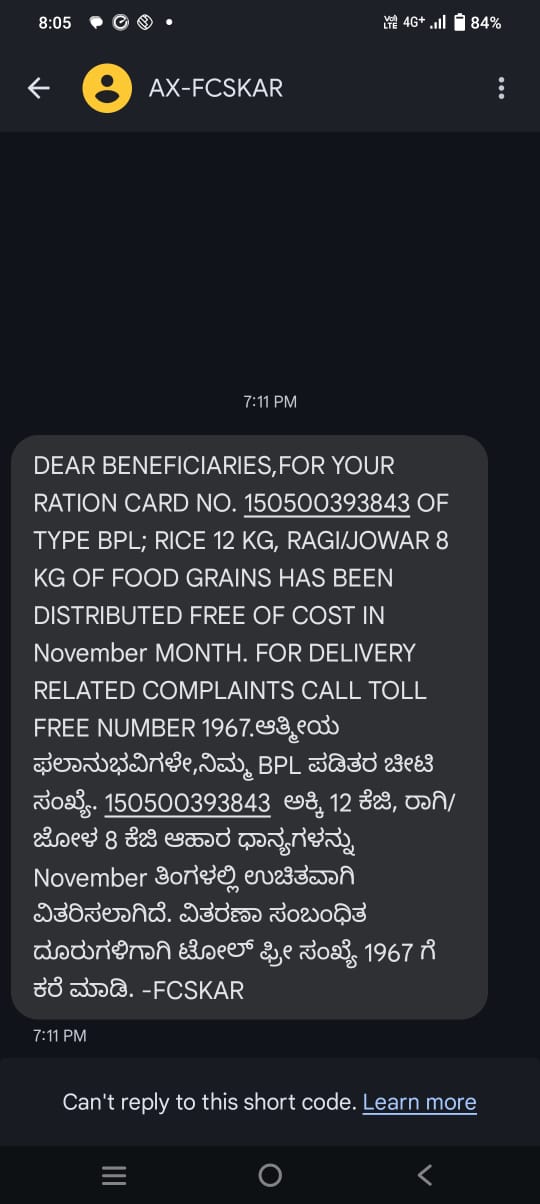 8:05 Vo) LTE 4G+ 84%
AX-FCSKAR
7:11 PM
DEAR BENEFICIARIES,FOR YOUR
RATION CARD NO. 150500393843 OF
TYPE BPL; RICE 12 KG, RAGI/JOWAR 8
KG OF FOOD GRAINS HAS BEEN
DISTRIBUTED FREE OF COST IN
November MONTH. FOR DELIVERY
RELATED COMPLAINTS CALL TOLL
FREE NUMBER 1967.ಆತ್ಮೀಯ
ಫಲಾನುಭವಿಗಳೇ,ನಿಮ್ಮ BPL ಪಡಿತರ ಚೀಟಿ
ಸಂಖ್ಯೆ. 150500393843 ಅಕ್ಕಿ 12 ಕೆಜಿ, ರಾಗಿ/
ಜೋಳ 8 ಕೆಜಿ ಆಹಾರ ಧಾನ್ಯಗಳನ್ನು
November ತಿಂಗಳಲ್ಲಿ ಉಚಿತವಾಗಿ
ವಿತರಿಸಲಾಗಿದೆ. ವಿತರಣಾ ಸಂಬಂಧಿತ
ದೂರುಗಳಿಗಾಗಿ ಟೋಲ್ ಫ್ರೀ ಸಂಖ್ಯೆ 1967 ಗೆ
ಕರೆ ಮಾಡಿ. -FCSKAR
7:11 PM
Can't reply to this short code. Learn more